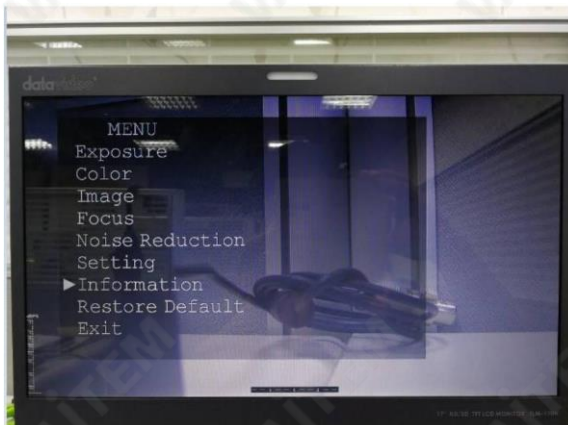 datavideo
MENU
Exposure
Color
Image
Focus
Noise Reduction
Setting
▶Information
Restore Default
Exit